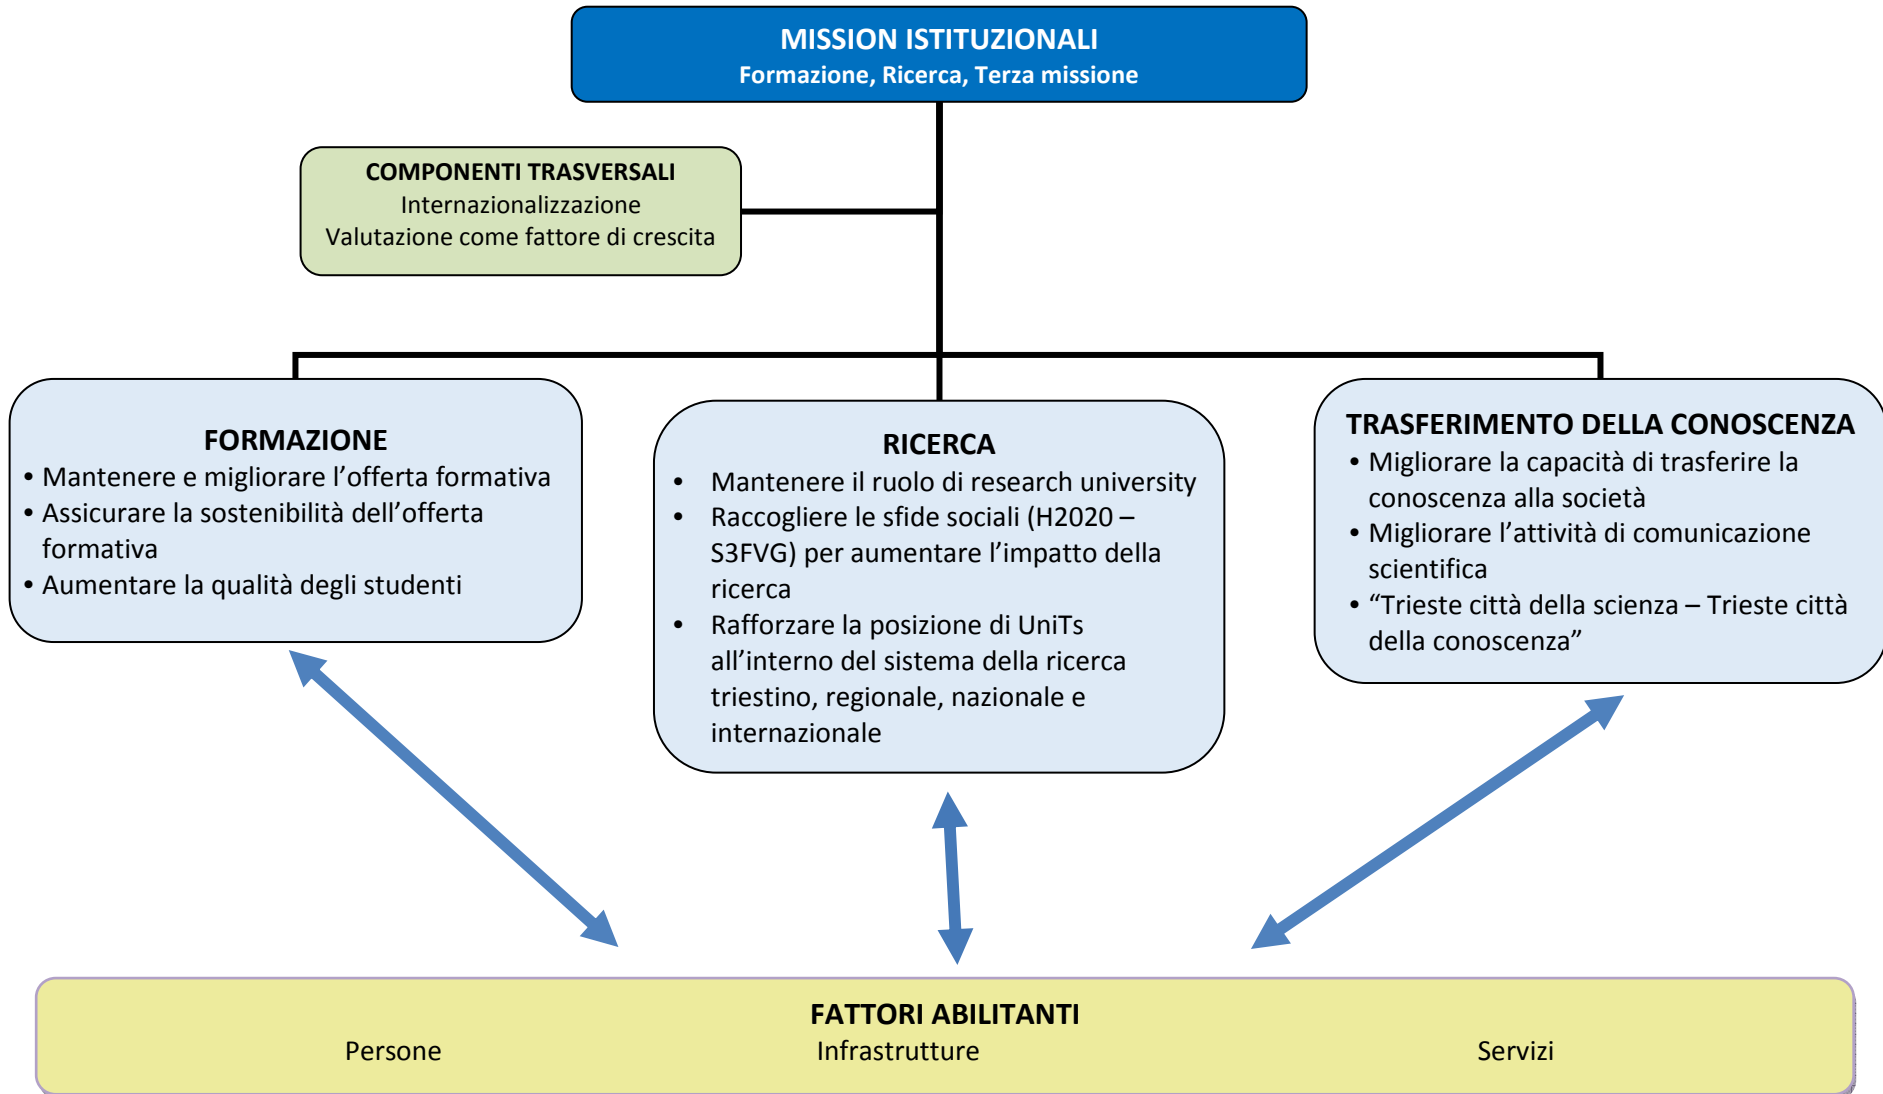 MISSION ISTITUZIONALI
Formazione, Ricerca, Terza missione
COMPONENTI TRASVERSALI
Internazionalizzazione
Valutazione come fattore di crescita
FORMAZIONE
• Mantenere e migliorare l’offerta formativa
• Assicurare la sostenibilità dell’offerta
formativa
• Aumentare la qualità degli studenti
RICERCA
• Mantenere il ruolo di research university
• Raccogliere le sfide sociali (H2020 –
S3FVG) per aumentare l’impatto della
ricerca
• Rafforzare la posizione di UniTs
all’interno del sistema della ricerca
triestino, regionale, nazionale e
internazionale
TRASFERIMENTO DELLA CONOSCENZA
• Migliorare la capacità di trasferire la
conoscenza alla società
• Migliorare l’attività di comunicazione
scientifica
• “Trieste città della scienza – Trieste città
della conoscenza”
FATTORI ABILITANTI
Persone Infrastrutture Servizi